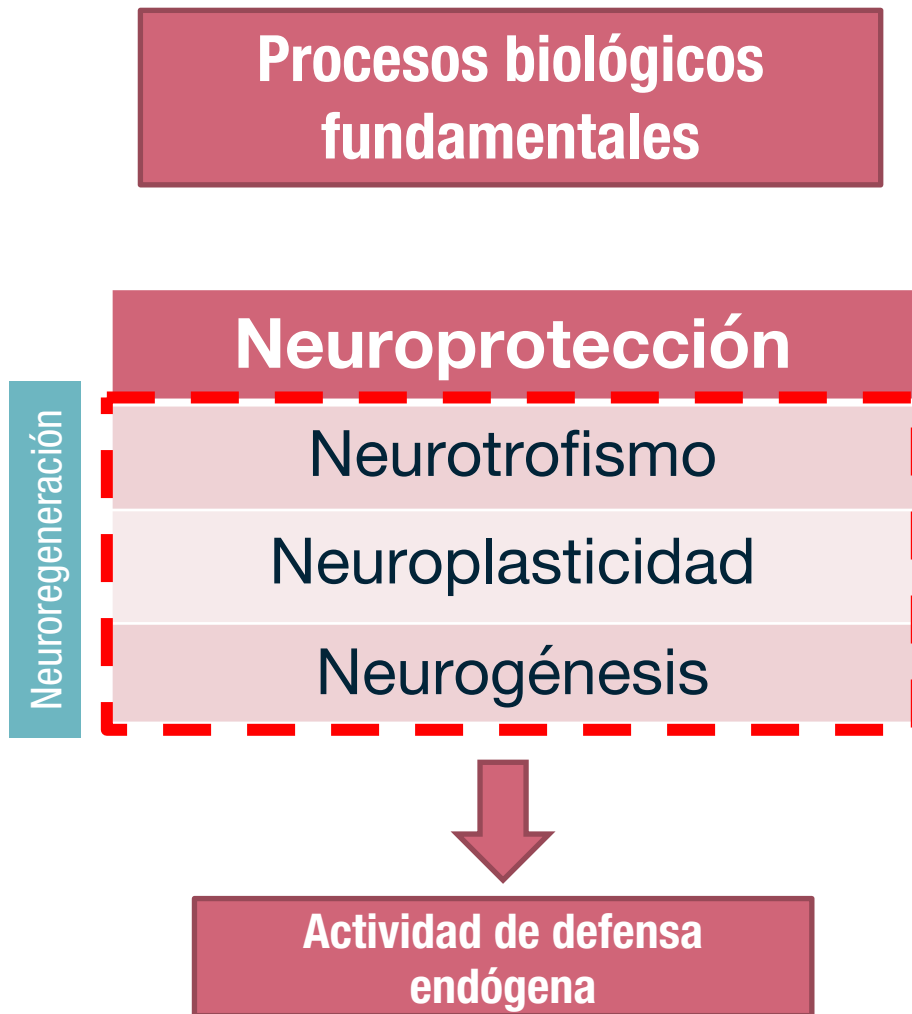 Procesos biológicos
fundamentales
Neuroprotección
Neuroregeneración
Neurotrofismo
Neuroplasticidad
Neurogénesis
Actividad de defensa
endógena